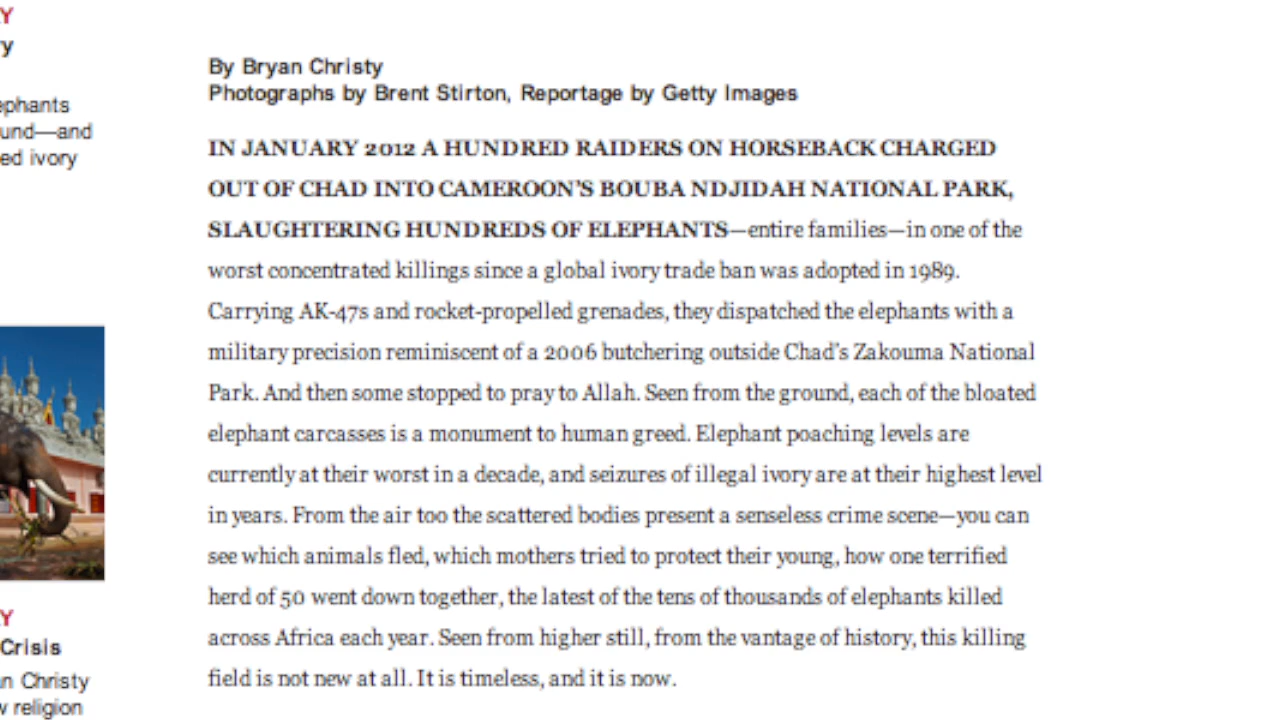 Y
y
ephants
und—and
ed ivory
Y
Crisis
n Christy
w religion
By Bryan Christy
Photographs by Brent Stirton, Reportage by Getty Images
IN JANUARY 2012 A HUNDRED RAIDERS ON HORSEBACK CHARGED
OUT OF CHAD INTO CAMEROON’S BOUBA NDJIDAH NATIONAL PARK,
SLAUGHTERING HUNDREDS OF ELEPHANTS—entire families—in one of the
worst concentrated killings since a global ivory trade ban was adopted in 1989.
Carrying AK-47s and rocket-propelled grenades, they dispatched the elephants with a
military precision reminiscent of a 2006 butchering outside Chad’s Zakouma National
Park. And then some stopped to pray to Allah. Seen from the ground, each of the bloated
elephant carcasses is a monument to human greed. Elephant poaching levels are
currently at their worst in a decade, and seizures of illegal ivory are at their highest level
in years. From the air too the scattered bodies present a senseless crime scene—you can
see which animals fled, which mothers tried to protect their young, how one terrified
herd of 50 went down together, the latest of the tens of thousands of elephants killed
across Africa each year. Seen from higher still, from the vantage of history, this killing
field is not new at all. It is timeless, and it is now.